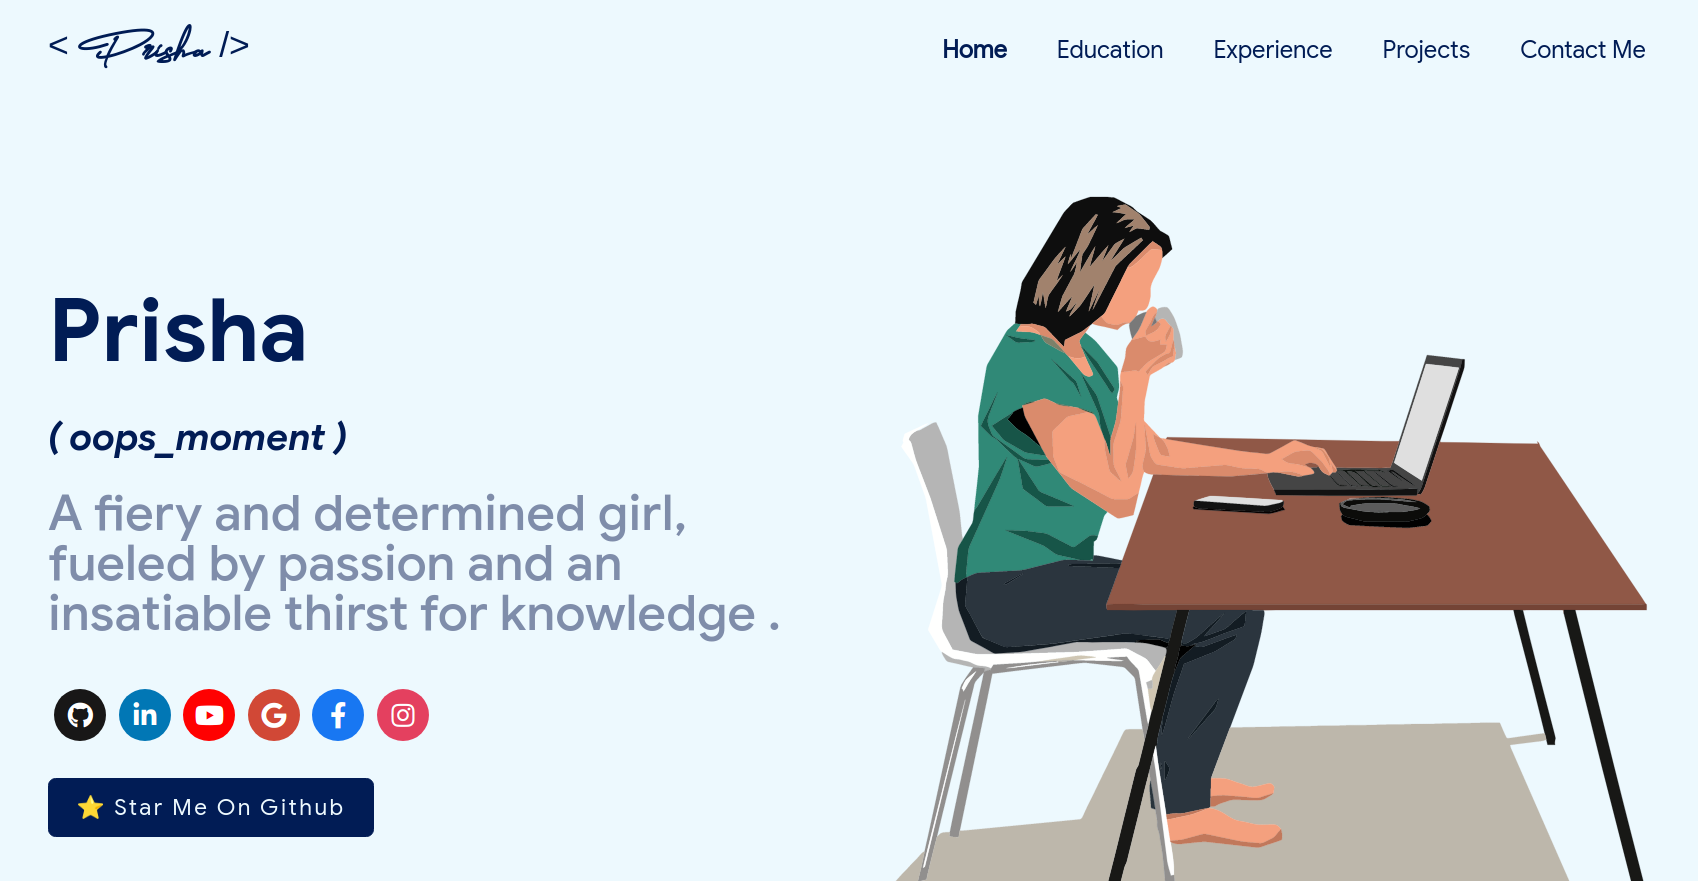 < Prisha />
Home Education Experience Projects Contact Me
Prisha
( oops_moment )
A fiery and determined girl,
fueled by passion and an
insatiable thirst for knowledge .
in G f
⭐ Star Me On Github